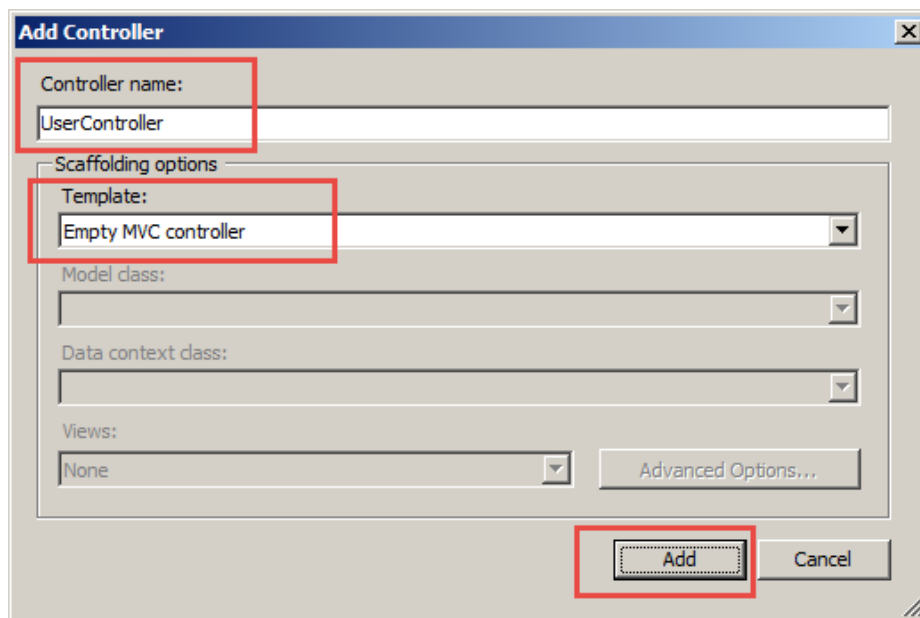 Add Controller
Controller name:
UserController
Scaffolding options
Template:
Empty MVC controller
Model class:
Data context class:
Views:
None
Advanced Options...
Add
Cancel